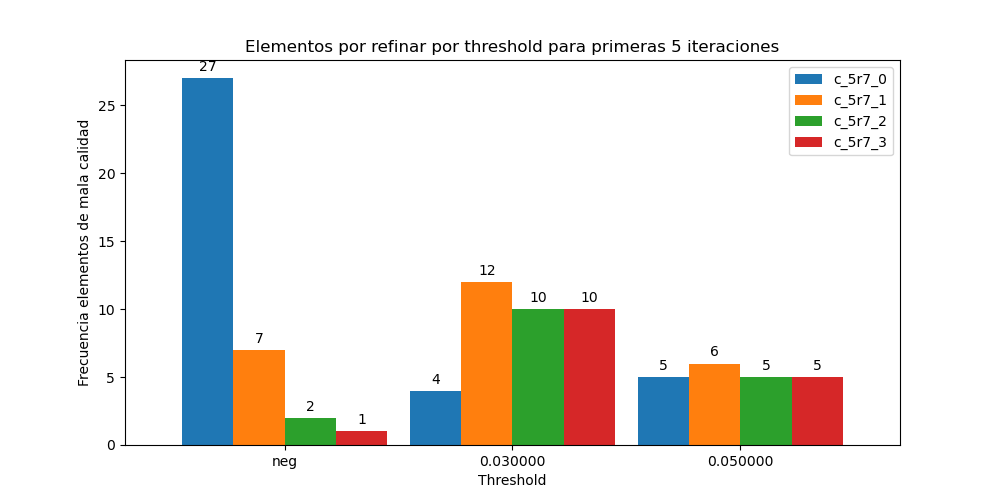 Elementos por refinar por threshold para primeras 5 iteraciones
Frecuencia elementos de mala calidad
25
20
15
10
5
0
27
7
2
1
4
12
10
10
5
6
5
5
c_5r7_0
c_5r7_1
c_5r7_2
c_5r7_3
neg
0.030000
0.050000
Threshold